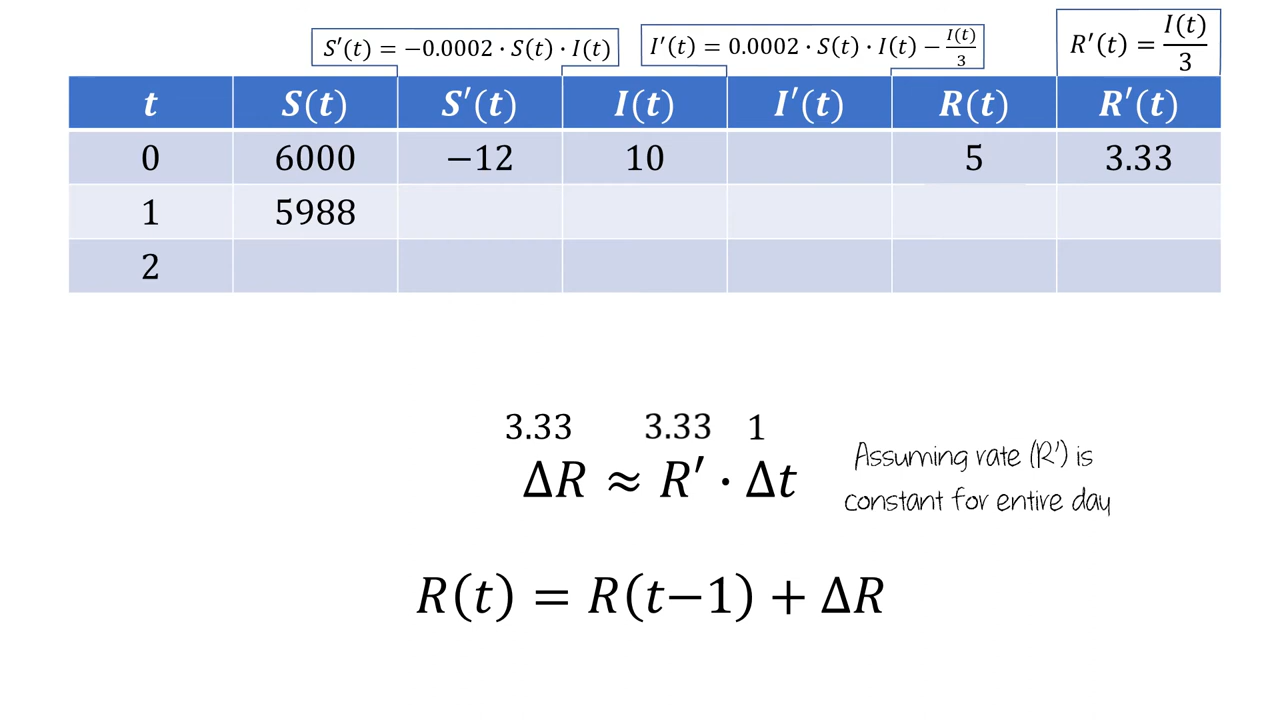 S′(t) = −0.0002 · S(t) · I(t)
I′(t) = 0.0002 · S(t) · I(t) − I(t)/3
R′(t) = I(t)/3
t S(t) S′(t) I(t) I′(t) R(t) R′(t)
0 6000 −12 10 5 3.33
1 5988
2
3.33 3.33 1
ΔR ≈ R′ · Δt
Assuming rate (R′) is
constant for entire day
R(t) = R(t−1) + ΔR